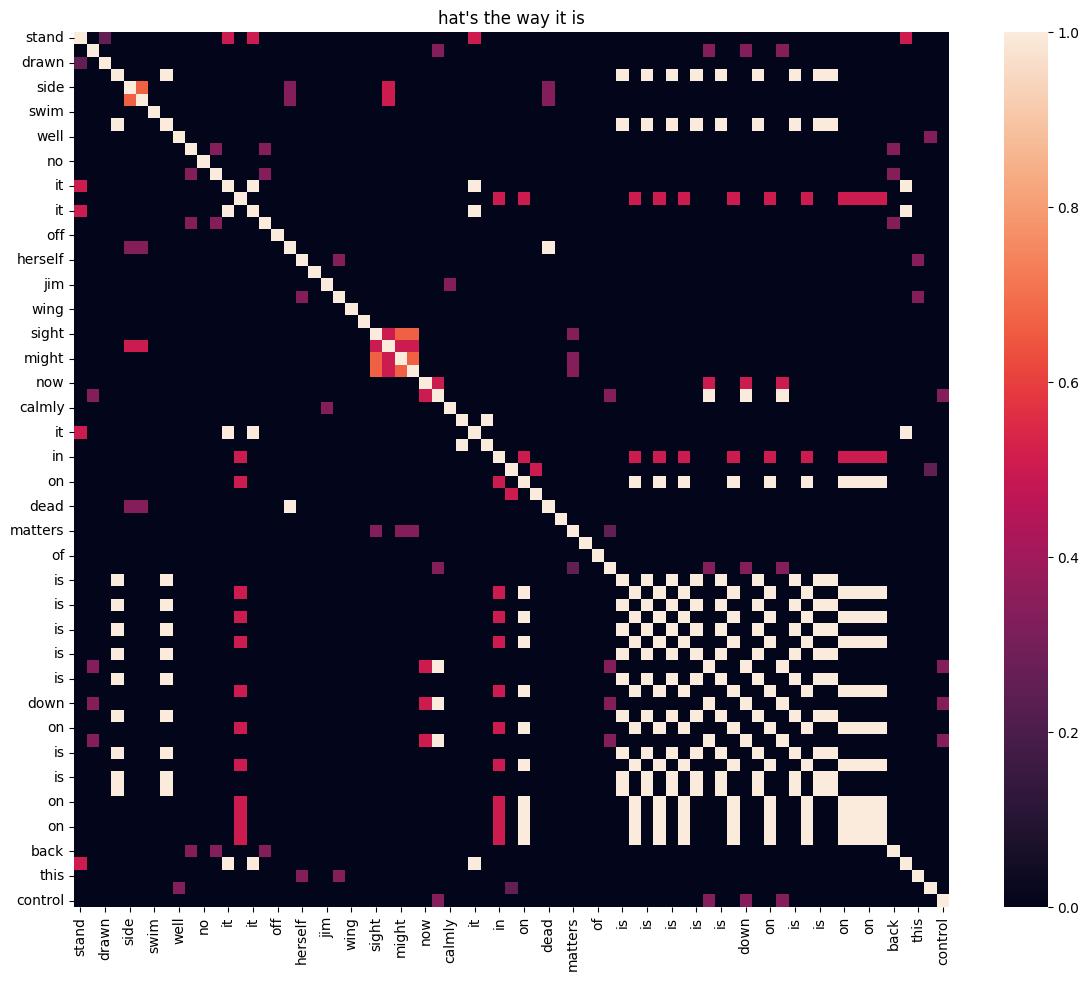 hat's the way it is
stand
drawn
side
swim
well
no
it
it
off
herself
jim
wing
sight
might
now
calmly
it
in
on
dead
matters
of
is
is
is
is
is
down
on
is
is
on
on
back
this
control
1.0
0.8
0.6
0.4
0.2
0.0
stand
drawn
side
swim
well
no
it
it
off
herself
jim
wing
sight
might
now
calmly
it
in
on
dead
matters
of
is
is
is
is
is
down
on
is
is
on
on
back
this
control